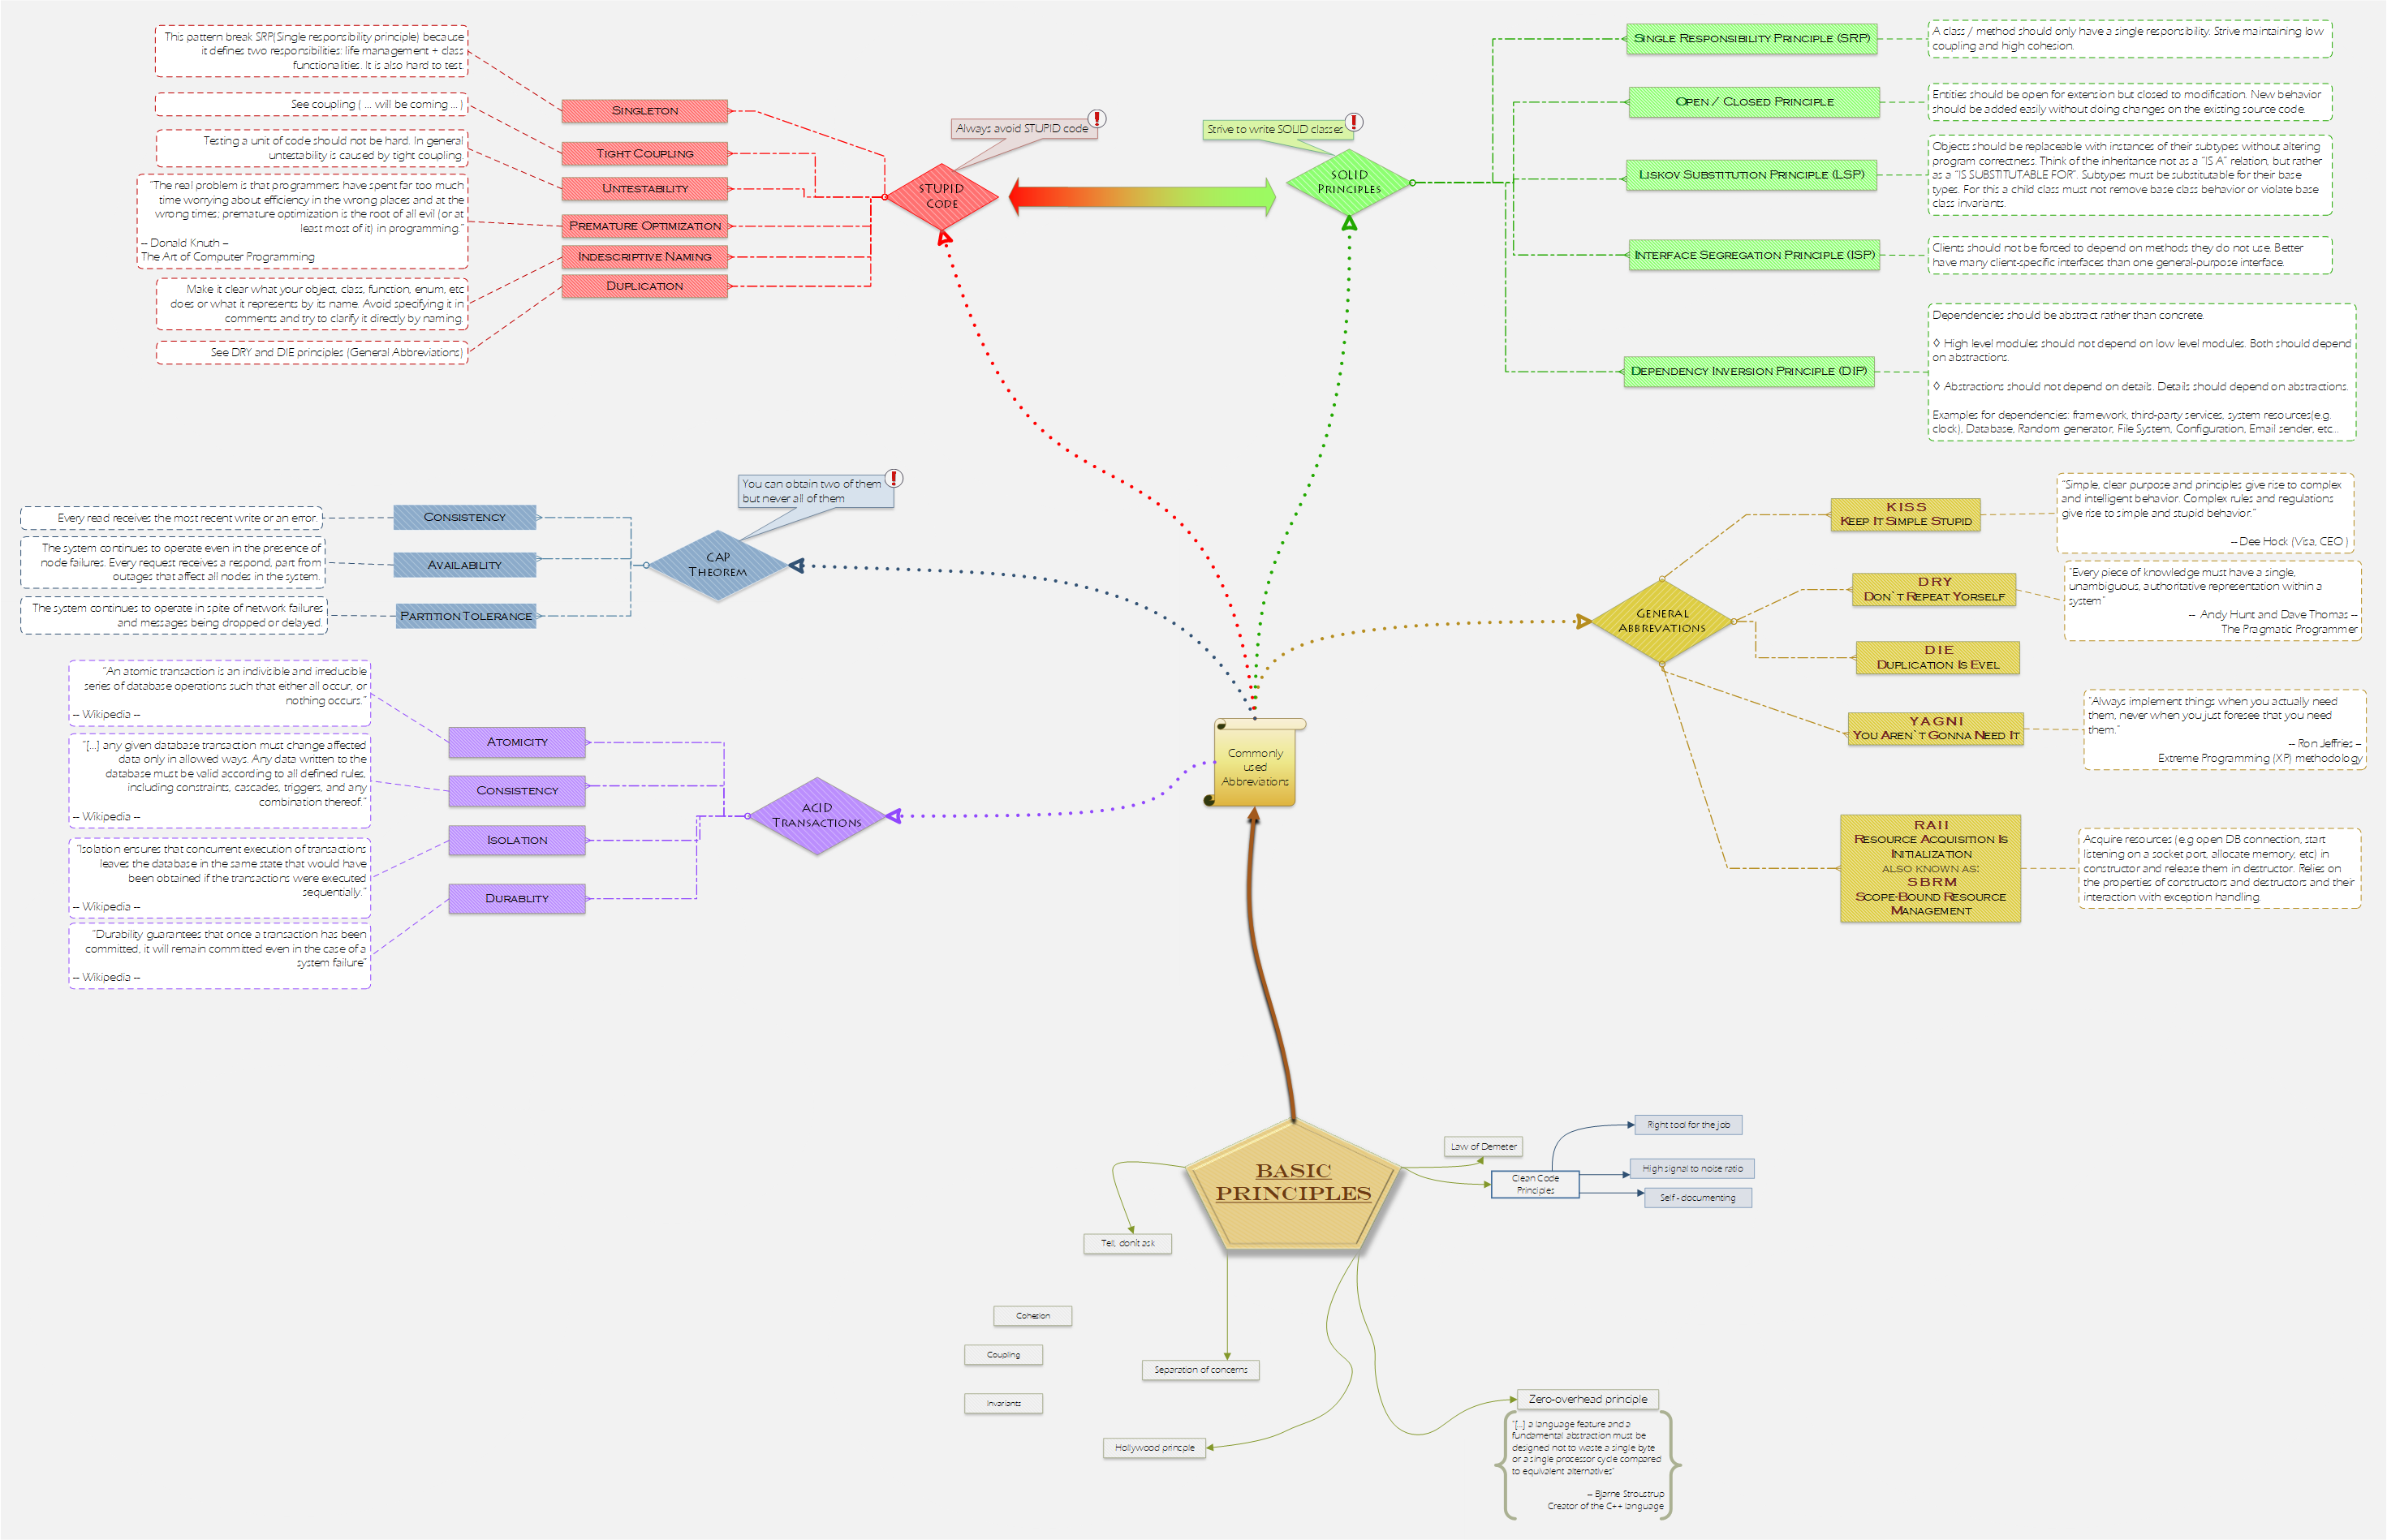 This pattern break SRP(Single responsibility principle) because
it defines two responsibilities: life management + class
functionalities. It is also hard to test.
See coupling ( ... will be coming ... )
Testing a unit of code should not be hard. In general
untestability is caused by tight coupling.
"The real problem is that programmers have spent far too much
time worrying about efficiency in the wrong places and at the
wrong times; premature optimization is the root of all evil (or at
least most of it) in programming."
-- Donald Knuth --
The Art of Computer Programming
Make it clear what your object, class, function, enum, etc
does or what it represents by its name. Avoid specifying it in
comments and try to clarify it directly by naming.
See DRY and DIE principles (General Abbreviations)
SINGLETON
TIGHT COUPLING
UNTESTABILITY
PREMATURE OPTIMIZATION
INDESCRIPTIVE NAMING
DUPLICATION
Always avoid STUPID code
STUPID
CODE
Strive to write SOLID classes
SOLID
PRINCIPLES
SINGLE RESPONSIBILITY PRINCIPLE (SRP)
A class / method should only have a single responsibility. Strive maintaining low
coupling and high cohesion.
OPEN / CLOSED PRINCIPLE
Entities should be open for extension but closed to modification. New behavior
should be added easily without doing changes on the existing source code.
LISKOV SUBSTITUTION PRINCIPLE (LSP)
Objects should be replaceable with instances of their subtypes without altering
program correctness. Think of the inheritance not as a "IS A" relation, but rather
as a "IS SUBSTITUTABLE FOR". Subtypes must be substitutable for their base
types. For this a child class must not remove base class behavior or violate base
class invariants.
INTERFACE SEGREGATION PRINCIPLE (ISP)
Clients should not be forced to depend on methods they do not use. Better
have many client-specific interfaces than one general-purpose interface.
DEPENDENCY INVERSION PRINCIPLE (DIP)
Dependencies should be abstract rather than concrete.
◊ High level modules should not depend on low level modules. Both should depend
on abstractions.
◊ Abstractions should not depend on details. Details should depend on abstractions.
Examples for dependencies: framework, third-party services, system resources(e.g.
clock), Database, Random generator, File System, Configuration, Email sender, etc...
You can obtain two of them
but never all of them
CAP
THEOREM
CONSISTENCY
Every read receives the most recent write or an error.
AVAILABILITY
The system continues to operate even in the presence of
node failures. Every request receives a respond, part from
outages that affect all nodes in the system.
PARTITION TOLERANCE
The system continues to operate in spite of network failures
and messages being dropped or delayed.
GENERAL
ABBREVATIONS
KISS
KEEP IT SIMPLE STUPID
"Simple, clear purpose and principles give rise to complex
and intelligent behavior. Complex rules and regulations
give rise to simple and stupid behavior."
-- Dee Hock (Visa, CEO )
DRY
DON`T REPEAT YORSELF
"Every piece of knowledge must have a single,
unambiguous, authoritative representation within a
system"
-- Andy Hunt and Dave Thomas --
The Pragmatic Programmer
DIE
DUPLICATION IS EVEL
YAGNI
YOU AREN`T GONNA NEED IT
"Always implement things when you actually need
them, never when you just foresee that you need
them."
-- Ron Jeffries --
Extreme Programming (XP) methodology
RAII
RESOURCE ACQUISITION IS
INITIALIZATION
ALSO KNOWN AS:
SBRM
SCOPE-BOUND RESOURCE
MANAGEMENT
Acquire resources (e.g open DB connection, start
listening on a socket port, allocate memory, etc) in
constructor and release them in destructor. Relies on
the properties of constructors and destructors and their
interaction with exception handling.
Commonly
used
Abbreviations
ACID
TRANSACTIONS
ATOMICITY
"An atomic transaction is an indivisible and irreducible
series of database operations such that either all occur, or
nothing occurs. "
-- Wikipedia --
CONSISTENCY
"[...] any given database transaction must change affected
data only in allowed ways. Any data written to the
database must be valid according to all defined rules,
including constraints, cascades, triggers, and any
combination thereof."
-- Wikipedia --
ISOLATION
"Isolation ensures that concurrent execution of transactions
leaves the database in the same state that would have
been obtained if the transactions were executed
sequentially."
-- Wikipedia --
DURABLITY
"Durability guarantees that once a transaction has been
committed, it will remain committed even in the case of a
system failure"
-- Wikipedia --
BASIC
PRINCIPLES
Law of Demeter
Clean Code
Principles
Right tool for the job
High signal to noise ratio
Self - documenting
Tell, don't ask
Cohesion
Coupling
Invariants
Separation of concerns
Hollywood princple
Zero-overhead principle
"[...] a language feature and a
fundamental abstraction must be
designed not to waste a single byte
or a single processor cycle compared
to equivalent alternatives"
-- Bjarne Stroustrup
Creator of the C++ language